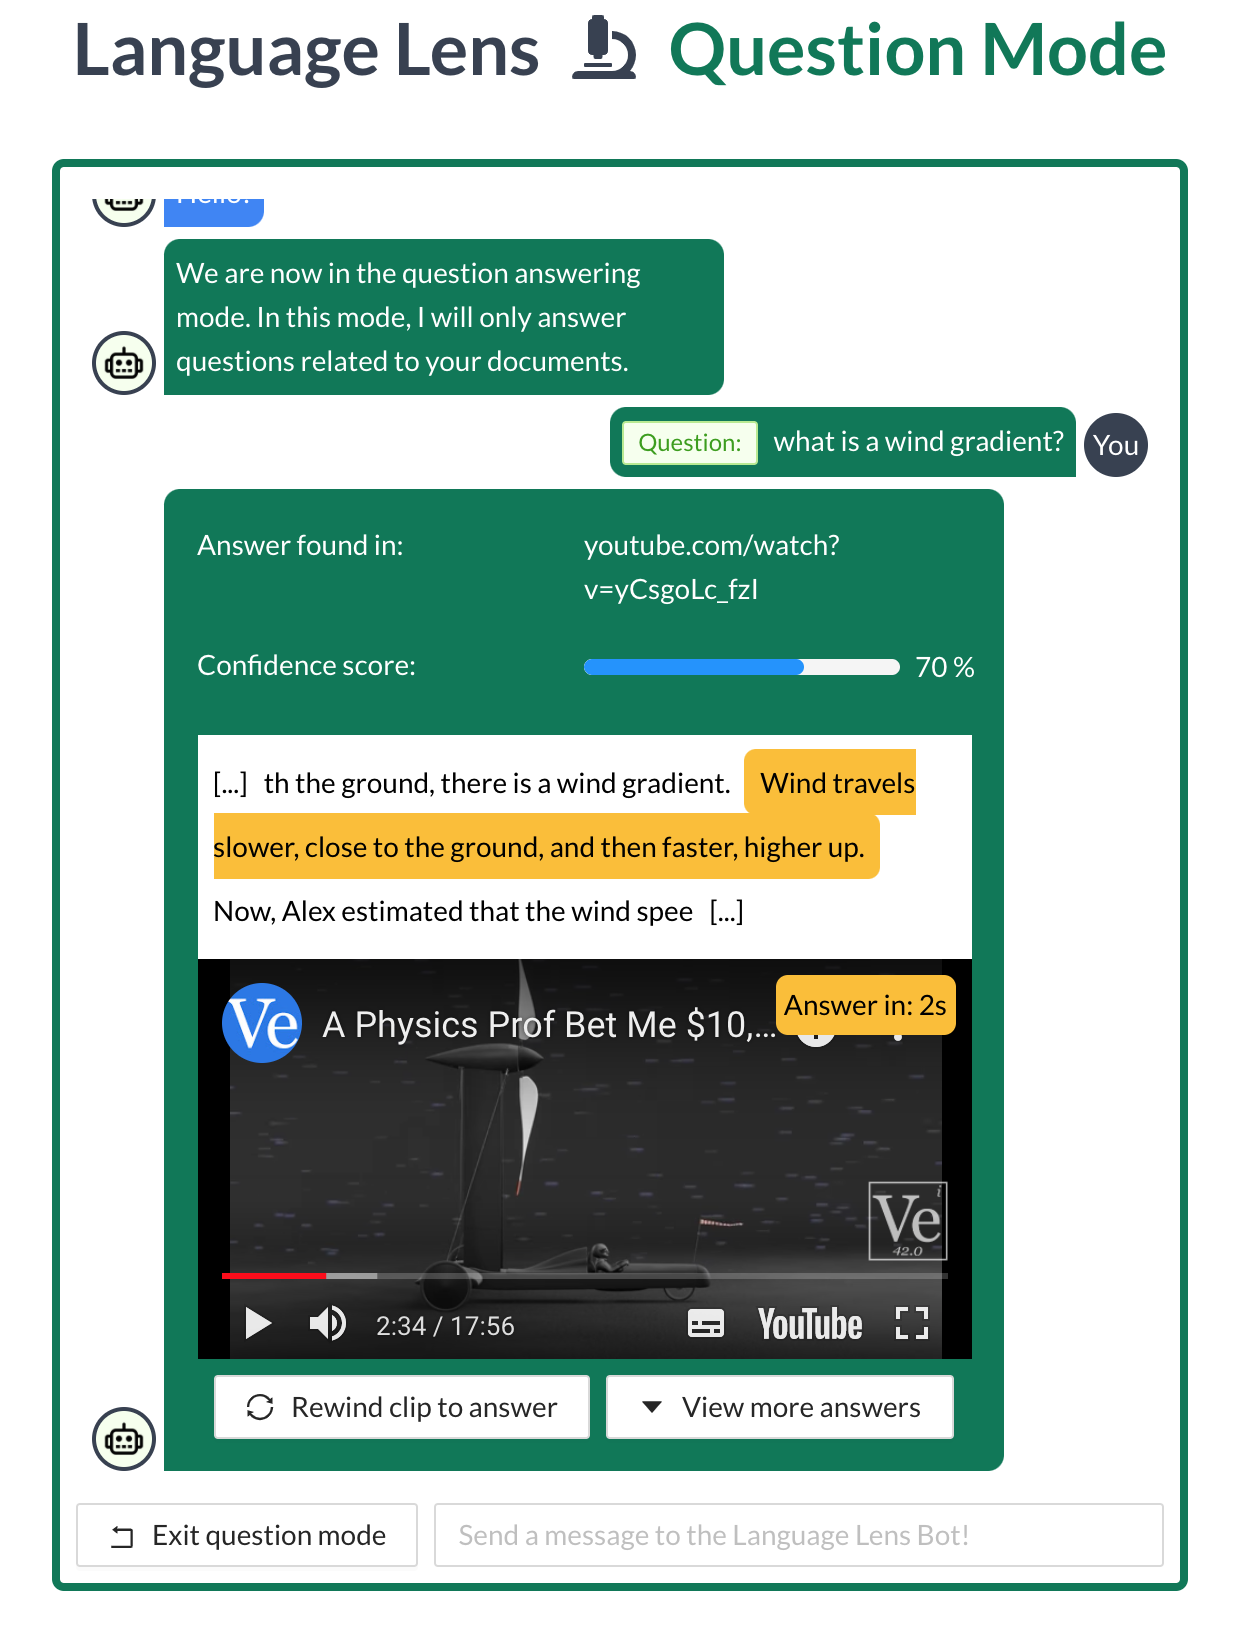 Language Lens Question Mode
Hello!
We are now in the question answering
mode. In this mode, I will only answer
questions related to your documents.
Question: what is a wind gradient?
You
Answer found in: youtube.com/watch?
v=yCsgoLc_fzI
Confidence score: 70 %
[...] th the ground, there is a wind gradient. Wind travels
slower, close to the ground, and then faster, higher up.
Now, Alex estimated that the wind spee [...]
Answer in: 2s
Ve A Physics Prof Bet Me $10,...
i
Ve
42.0
2:34 / 17:56 YouTube
Rewind clip to answer View more answers
Exit question mode Send a message to the Language Lens Bot!